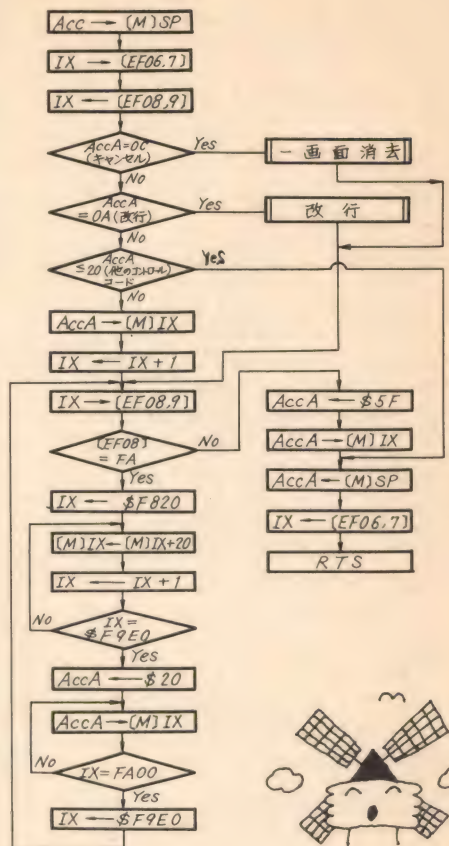 Acc → (M)SP
IX → (EF06,7)
IX ← (EF08,9)
AccA=0C
(キャンセル)
Yes
一画面消去
No
AccA
=0A(改行)
Yes
改行
No
AccA
≤20(他のコントロール
コード)
Yes
No
AccA → (M)IX
IX ← IX+1
IX → (EF08,9)
(EF08)
=FA
No
Yes
IX ← $F820
(M)IX ← (M)IX+20
IX ← IX+1
No
IX=
$F9E0
Yes
AccA ← $20
AccA → (M)IX
No
IX=FA00
Yes
IX ← $F9E0
AccA ← $5F
AccA → (M)IX
AccA ← (M)SP
IX ← (EF06,7)
RTS